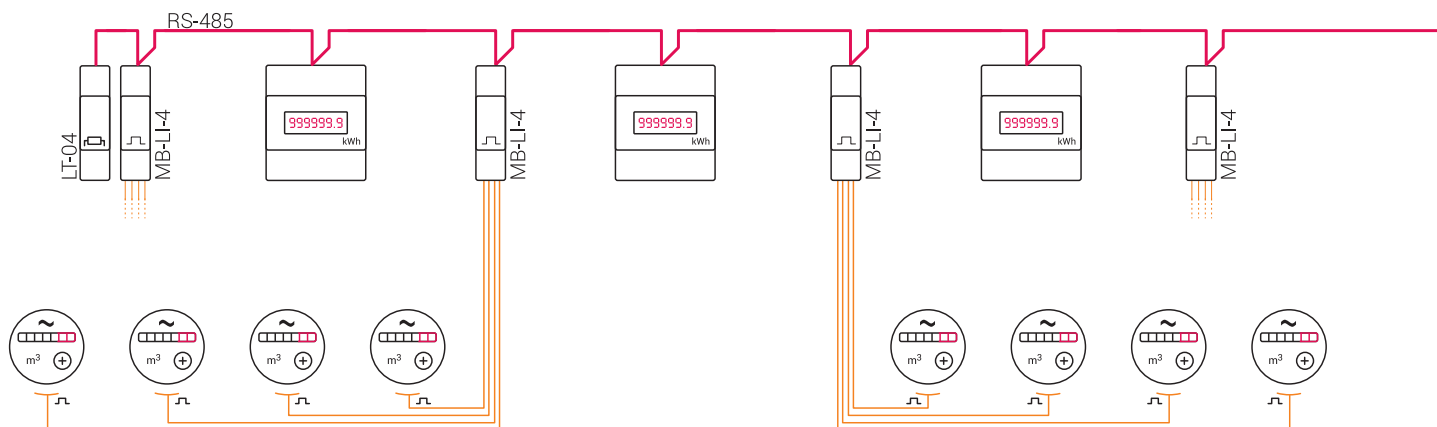 RS-485
LT-04
MB-LI-4
999999.9
kWh
MB-LI-4
999999.9
kWh
MB-LI-4
999999.9
kWh
MB-LI-4
~
m³
+
~
m³
+
~
m³
+
~
m³
+
~
m³
+
~
m³
+
~
m³
+
~
m³
+